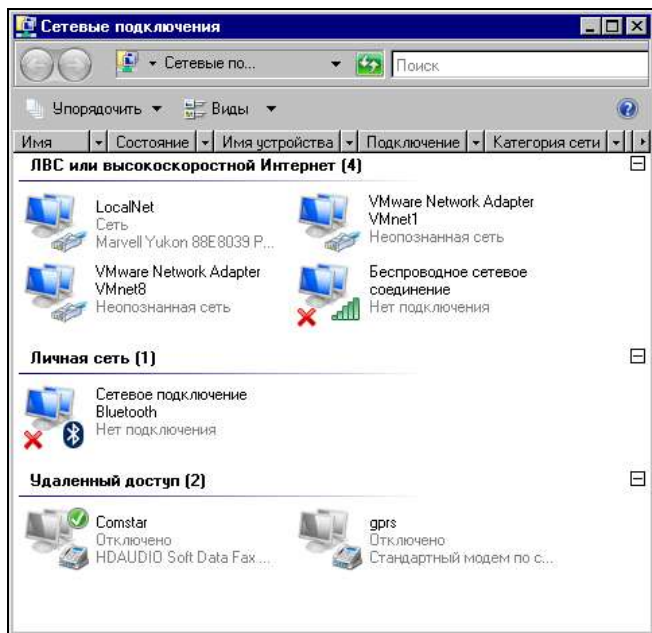 Сетевые подключения
Сетевые по...
Поиск
Упорядочить Виды
Имя Состояние Имя устройства Подключение Категория сети
ЛВС или высокоскоростной Интернет (4)
LocalNet
Сеть
Marvell Yukon 88E8039 P...
VMware Network Adapter
VMnet1
Неопознанная сеть
VMware Network Adapter
VMnet8
Неопознанная сеть
Беспроводное сетевое
соединение
Нет подключения
Личная сеть (1)
Сетевое подключение
Bluetooth
Нет подключения
Удаленный доступ (2)
Comstar
Отключено
HDAUDIO Soft Data Fax ...
gprs
Отключено
Стандартный модем по с...